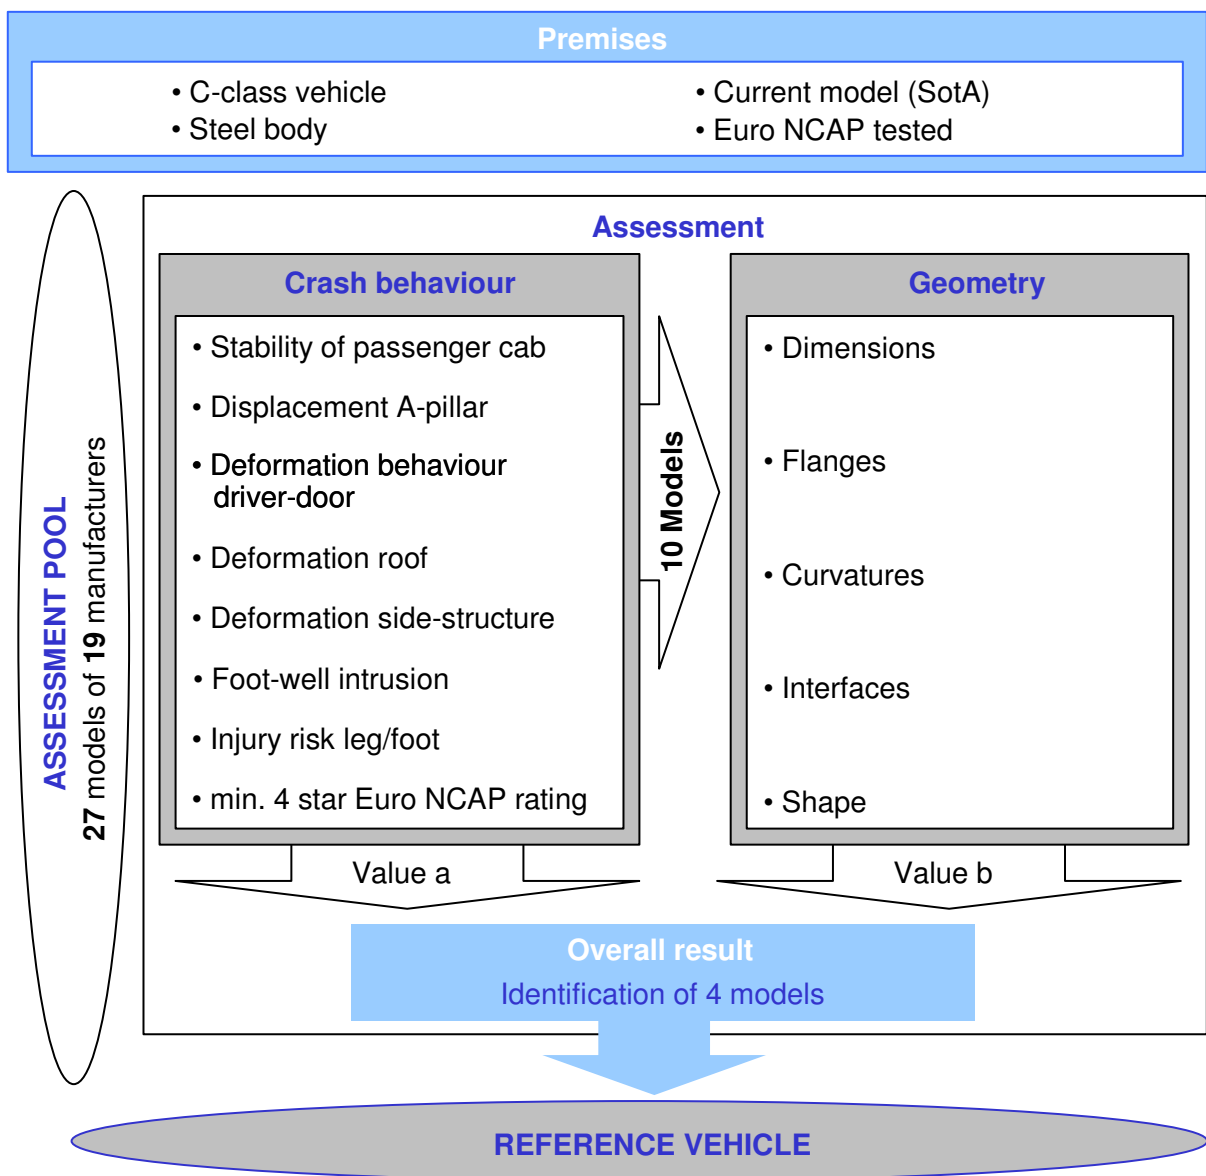 Premises
• C-class vehicle
• Steel body
• Current model (SotA)
• Euro NCAP tested
ASSESSMENT POOL
27 models of 19 manufacturers
Assessment
Crash behaviour
• Stability of passenger cab
• Displacement A-pillar
• Deformation behaviour
driver-door
• Deformation roof
• Deformation side-structure
• Foot-well intrusion
• Injury risk leg/foot
• min. 4 star Euro NCAP rating
10 Models
Geometry
• Dimensions
• Flanges
• Curvatures
• Interfaces
• Shape
Value a
Value b
Overall result
Identification of 4 models
REFERENCE VEHICLE